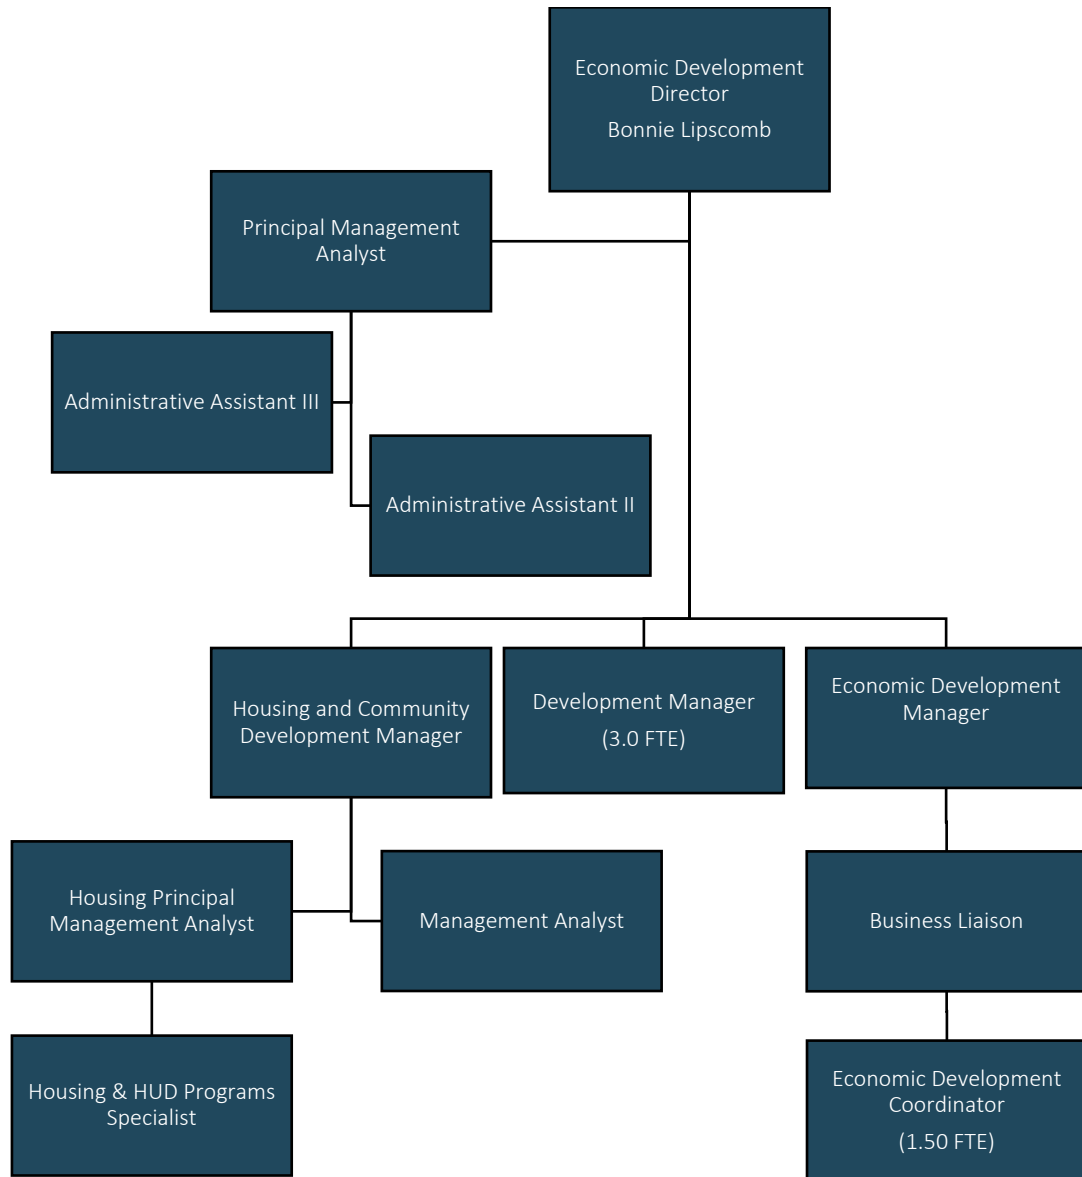 Economic Development
Director
Bonnie Lipscomb
Principal Management
Analyst
Administrative Assistant III
Administrative Assistant II
Housing and Community
Development Manager
Development Manager
(3.0 FTE)
Economic Development
Manager
Housing Principal
Management Analyst
Management Analyst
Business Liaison
Housing & HUD Programs
Specialist
Economic Development
Coordinator
(1.50 FTE)